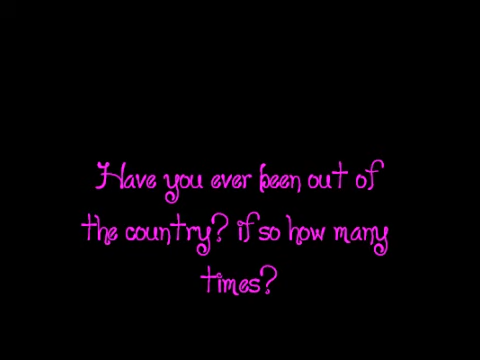 Have you ever been out of
the country? if so how many
times?